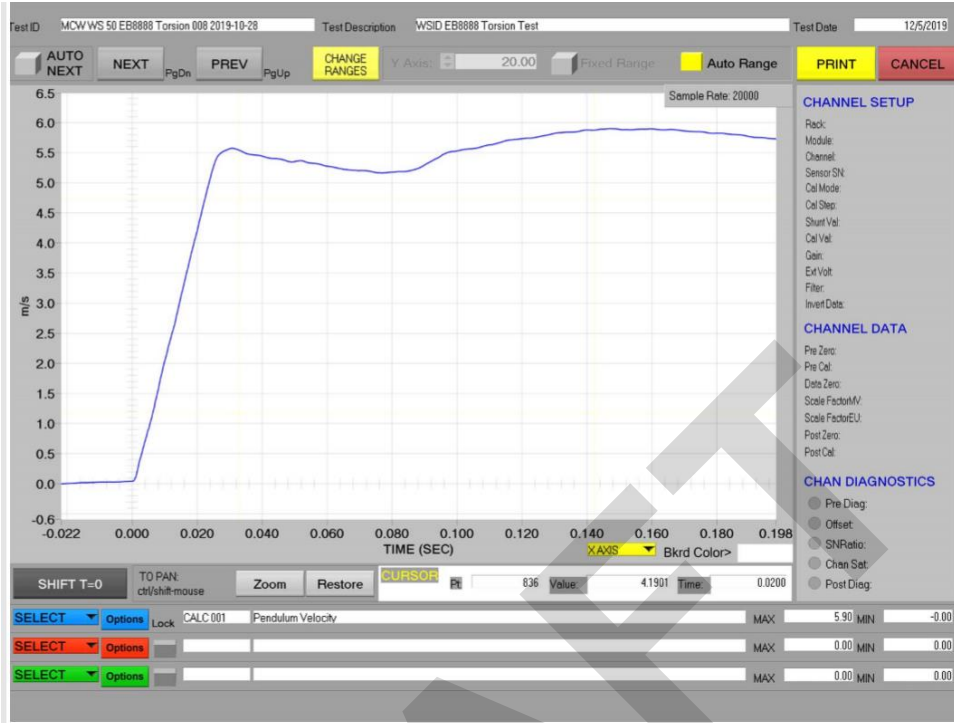 Test ID MCW WS 50 EB8888 Torsion 008 2019-10-28 Test Description WSID EB8888 Torsion Test Test Date 12/5/2019
AUTO NEXT NEXT PgDn PREV PgUp CHANGE RANGES Y Axis: 20.00 Fixed Range Auto Range PRINT CANCEL
Sample Rate: 20000
6.5
6.0
5.5
5.0
4.5
4.0
3.5
3.0
2.5
2.0
1.5
1.0
0.5
0.0
-0.6
m/s
-0.022 0.000 0.020 0.040 0.060 0.080 0.100 0.120 0.140 0.160 0.180 0.198
TIME (SEC)
X AXIS Bkrd Color>
CHANNEL SETUP
Rack:
Module:
Channel:
Sensor SN:
Cal Mode:
Cal Step:
Shunt Val:
Cal Val:
Gain:
Ext Volt:
Filter:
Invert Data:
CHANNEL DATA
Pre Zero:
Pre Cal:
Data Zero:
Scale FactorMV:
Scale FactorEU:
Post Zero:
Post Cal:
CHAN DIAGNOSTICS
Pre Diag:
Offset:
SNRatio:
Chan Sat:
Post Diag:
SHIFT T=0 TO PAN: ctrl/shift-mouse Zoom Restore CURSOR Pt: 836 Value: 4.1901 Time: 0.0200
SELECT Options Lock CALC 001 Pendulum Velocity MAX 5.90 MIN -0.00
SELECT Options MAX 0.00 MIN 0.00
SELECT Options MAX 0.00 MIN 0.00